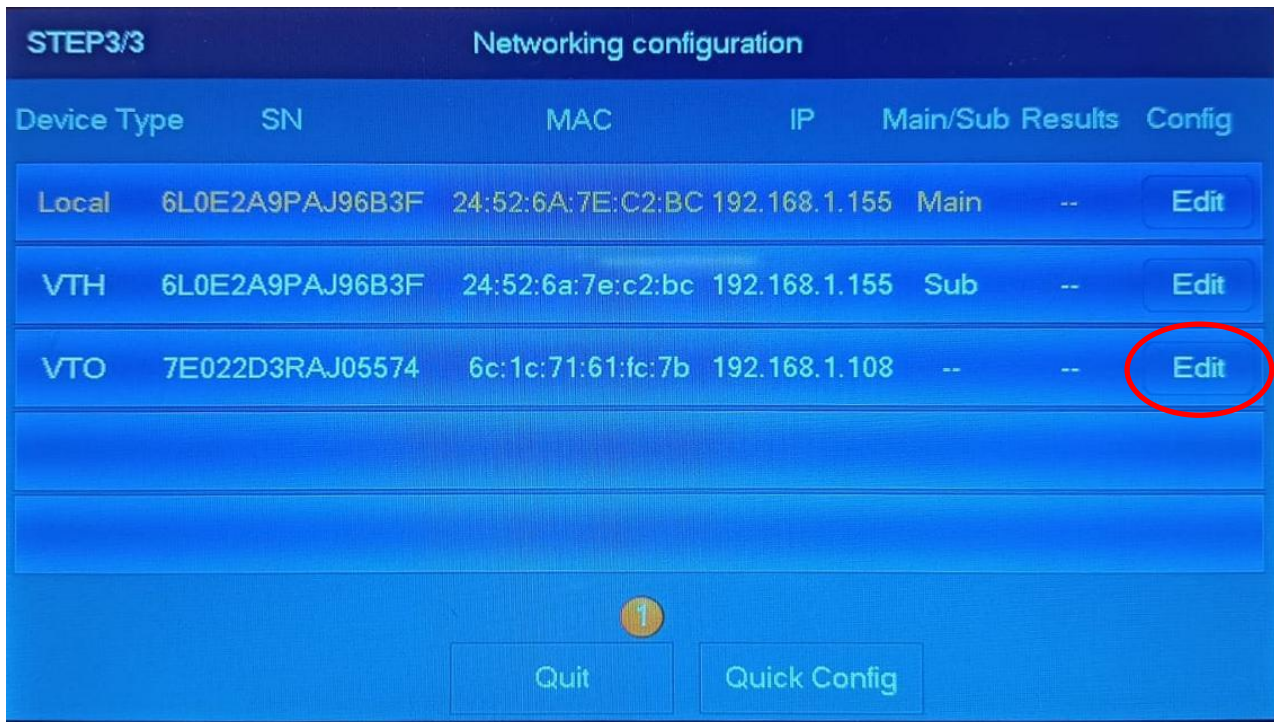 STEP3/3 Networking configuration
Device Type SN MAC IP Main/Sub Results Config
Local 6L0E2A9PAJ96B3F 24:52:6A:7E:C2:BC 192.168.1.155 Main -- Edit
VTH 6L0E2A9PAJ96B3F 24:52:6a:7e:c2:bc 192.168.1.155 Sub -- Edit
VTO 7E022D3RAJ05574 6c:1c:71:61:fc:7b 192.168.1.108 -- -- Edit
1
Quit Quick Config